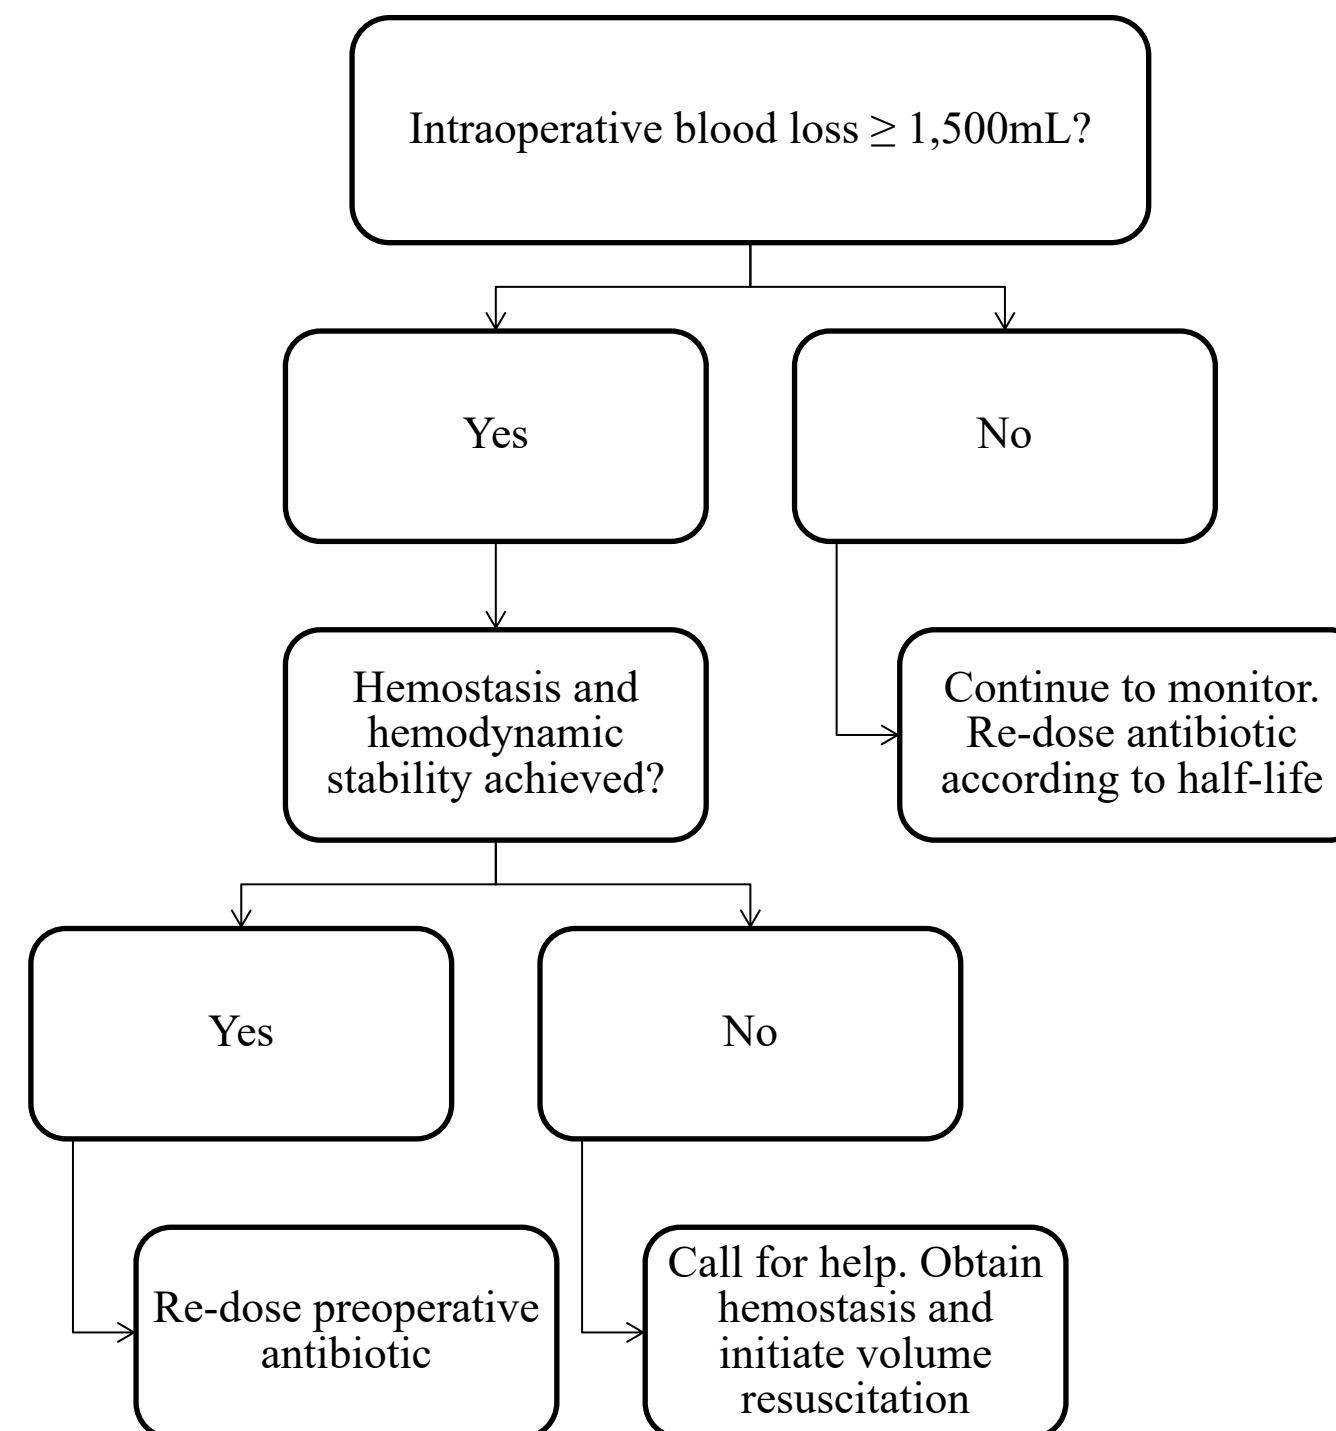 Intraoperative blood loss ≥ 1,500mL?
Yes
No
Hemostasis and
hemodynamic
stability achieved?
Continue to monitor.
Re-dose antibiotic
according to half-life
Yes
No
Re-dose preoperative
antibiotic
Call for help. Obtain
hemostasis and
initiate volume
resuscitation